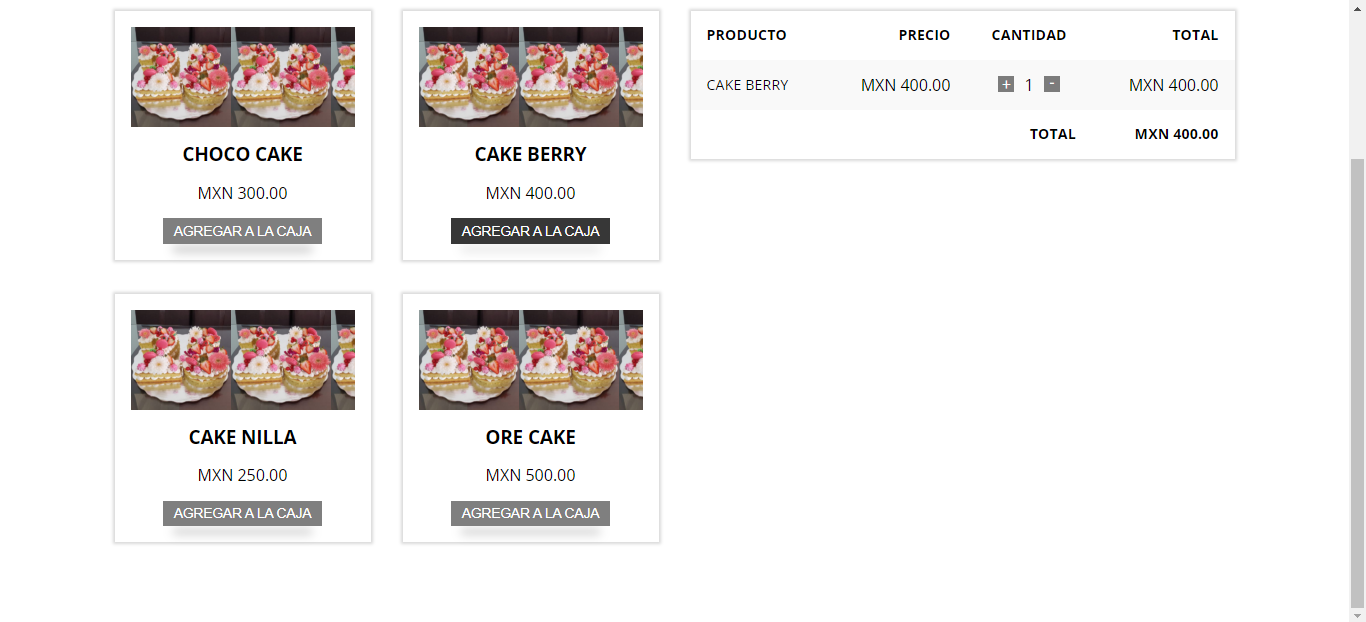 CHOCO CAKE
MXN 300.00
AGREGAR A LA CAJA
CAKE BERRY
MXN 400.00
AGREGAR A LA CAJA
CAKE NILLA
MXN 250.00
AGREGAR A LA CAJA
ORE CAKE
MXN 500.00
AGREGAR A LA CAJA
PRODUCTO PRECIO CANTIDAD TOTAL
CAKE BERRY MXN 400.00 + 1 - MXN 400.00
TOTAL MXN 400.00